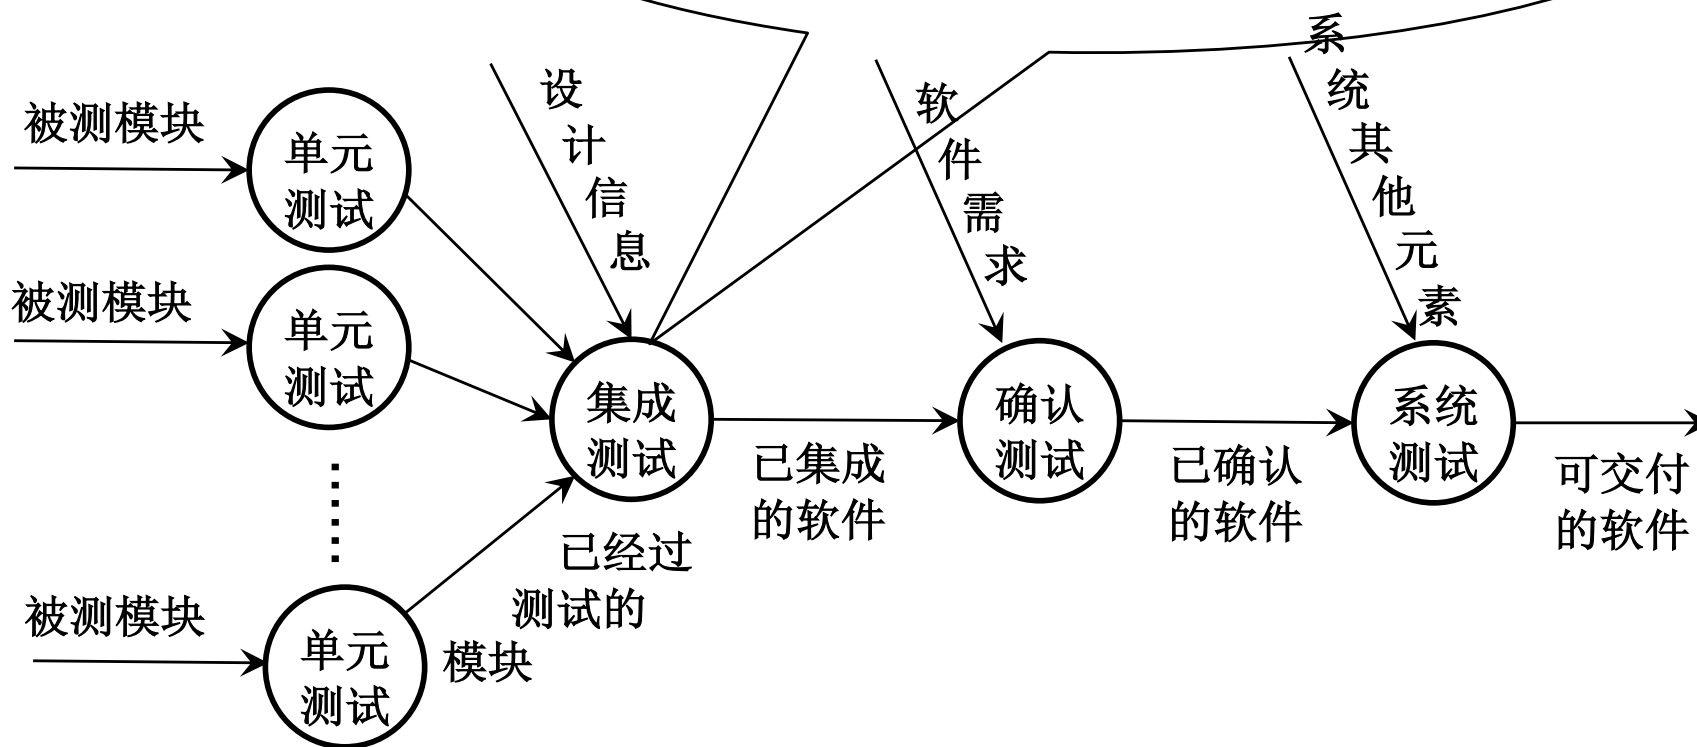 被测模块
单元
测试
被测模块
单元
测试
被测模块
单元
测试
设计信息
已经过
测试的
模块
集成
测试
已集成
的软件
软件需求
确认
测试
已确认
的软件
系统其他元素
系统
测试
可交付
的软件